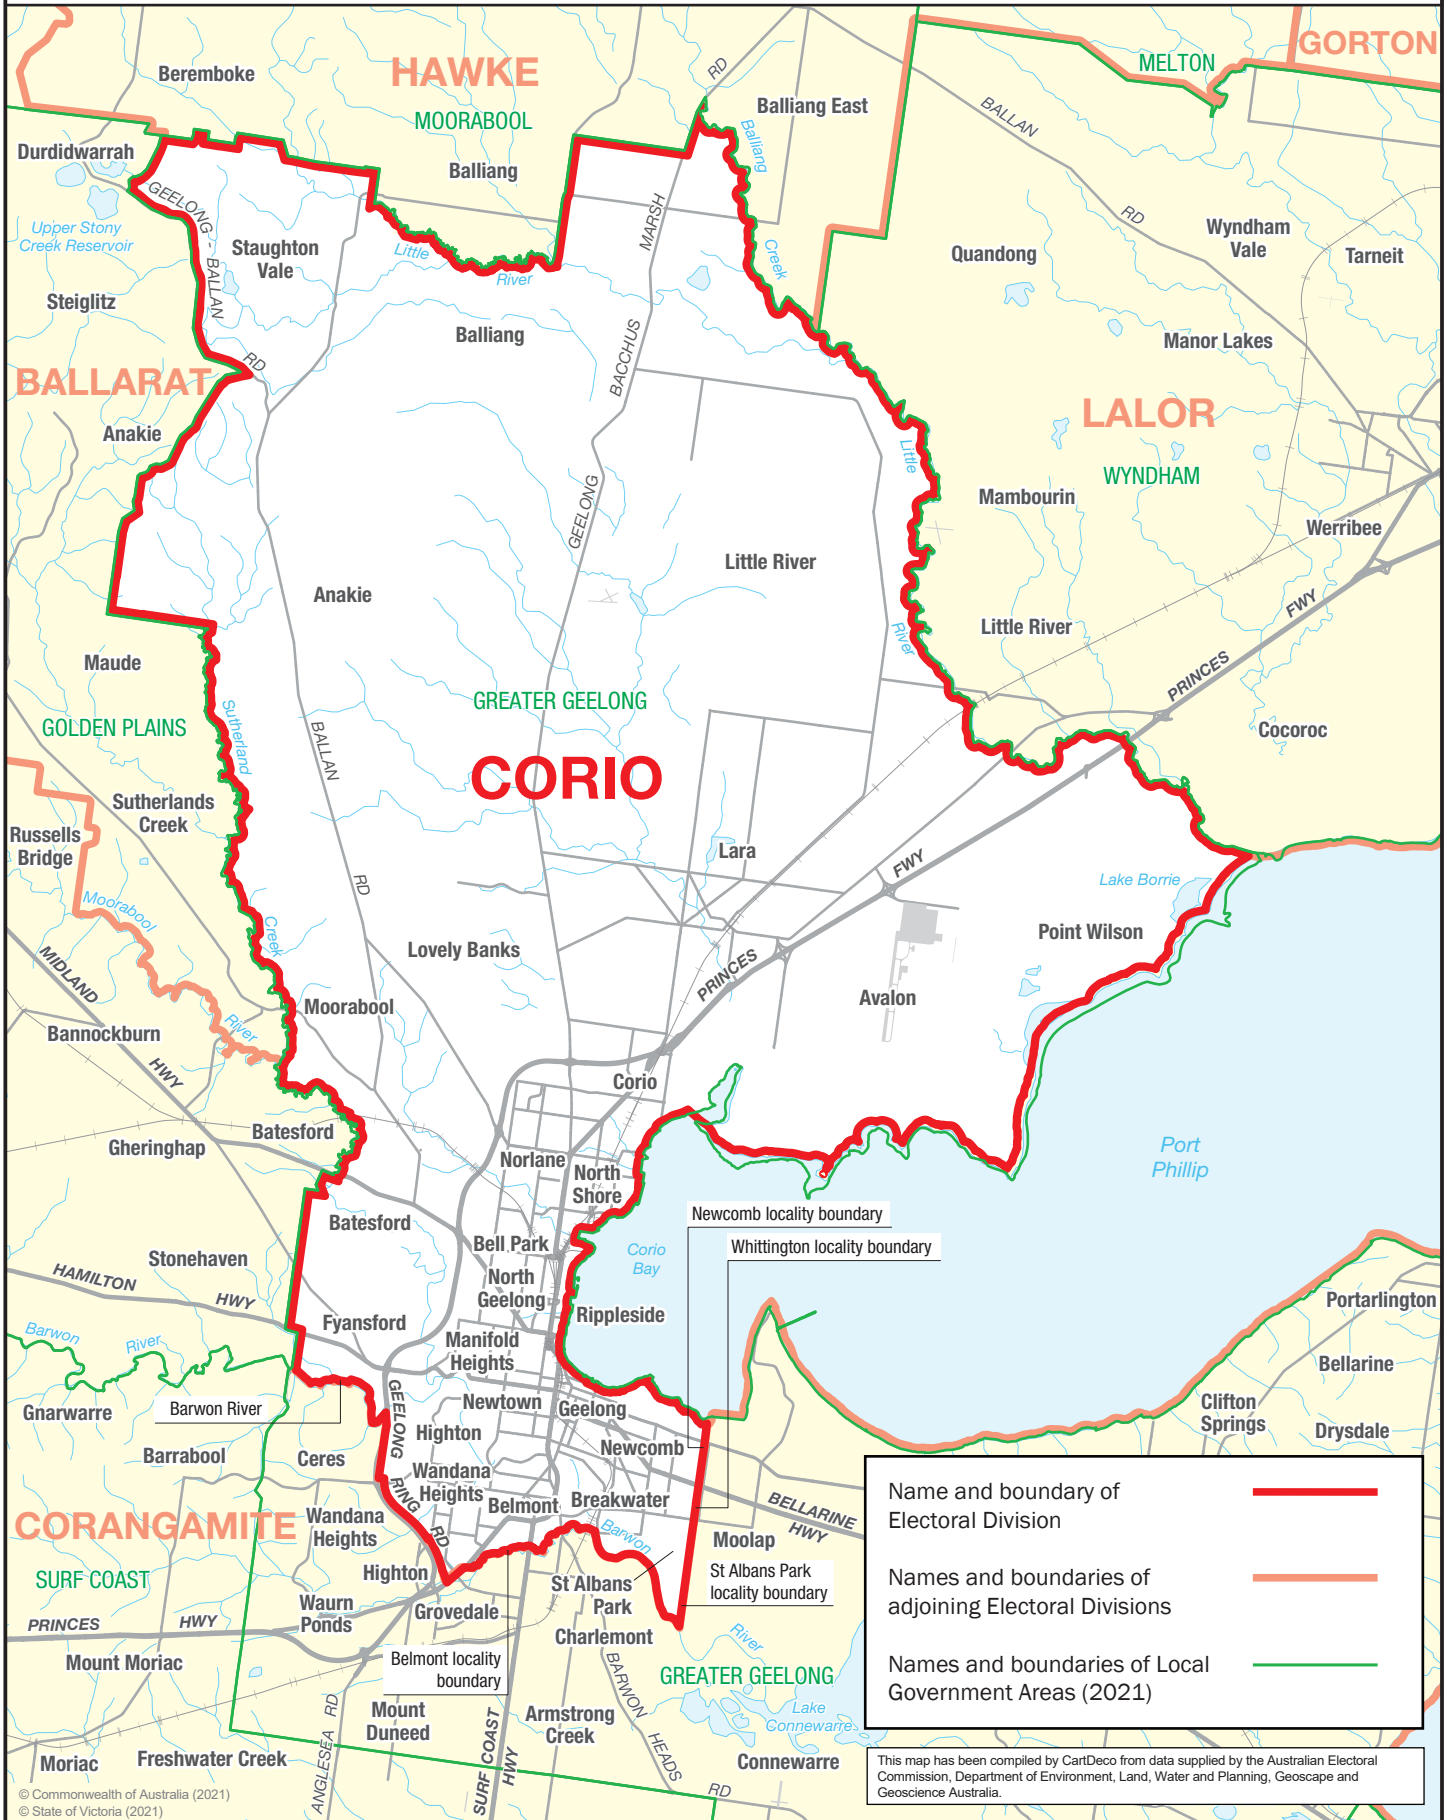 GORTON
HAWKE
MELTON
RD
Beremboke
Balliang East
BALLAN
MOORABOOL
Durdidwarrah
Balliang
Balliang
GEELONG - BALLAN
RD
MARSH
Upper Stony
Creek Reservoir
Staughton
Vale
Little
River
Creek
RD
Wyndham
Vale
Quandong
Tarneit
Steiglitz
Balliang
BACCHUS
Manor Lakes
BALLARAT
LALOR
Anakie
Little
WYNDHAM
GEELONG
Mambourin
Werribee
Little River
Anakie
FWY
River
Little River
Maude
PRINCES
GREATER GEELONG
GOLDEN PLAINS
Sutherland
BALLAN
Cocoroc
CORIO
Sutherlands
Creek
Russells
Bridge
Lara
FWY
RD
Lake Borrie
Moorabool
Creek
Point Wilson
Lovely Banks
MIDLAND
PRINCES
Avalon
Moorabool
River
Bannockburn
HWY
Corio
Batesford
Gheringhap
Port
Phillip
Norlane
North
Shore
Newcomb locality boundary
Batesford
Bell Park
Whittington locality boundary
Corio
Bay
Stonehaven
HAMILTON
HWY
North
Geelong
Portarlington
Rippleside
Fyansford
Barwon
River
Manifold
Heights
Bellarine
GEELONG
Newtown
Geelong
Clifton
Springs
Gnarwarre
Barwon River
Drysdale
Highton
Newcomb
Barrabool
Ceres
Wandana
Heights
RING
Belmont
Breakwater
BELLARINE
HWY
CORANGAMITE
Wandana
Heights
RD
Barwon
Moolap
SURF COAST
Highton
St Albans
Park
St Albans Park
locality boundary
Waurn
Ponds
Grovedale
PRINCES
HWY
Charlemont
River
Mount Moriac
Belmont locality
boundary
BARWON
GREATER GEELONG
ANGLESEA
RD
Mount
Duneed
Armstrong
Creek
Lake
Connewarre
SURF COAST
HWY
HEADS
RD
Moriac
Freshwater Creek
Connewarre
Name and boundary of
Electoral Division
Names and boundaries of
adjoining Electoral Divisions
Names and boundaries of Local
Government Areas (2021)
This map has been compiled by CartDeco from data supplied by the Australian Electoral
Commission, Department of Environment, Land, Water and Planning, Geoscape and
Geoscience Australia.
© Commonwealth of Australia (2021)
© State of Victoria (2021)